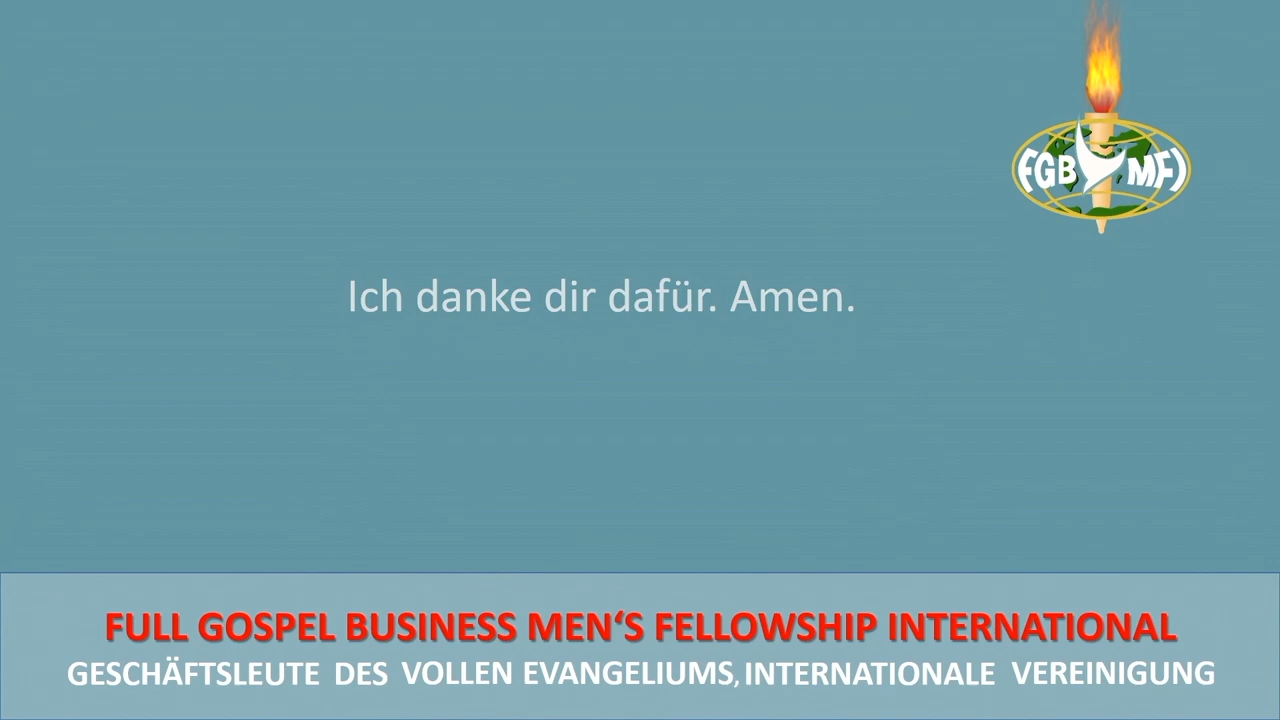 FGB MFI
Ich danke dir dafür. Amen.
FULL GOSPEL BUSINESS MEN‘S FELLOWSHIP INTERNATIONAL
GESCHÄFTSLEUTE DES VOLLEN EVANGELIUMS, INTERNATIONALE VEREINIGUNG